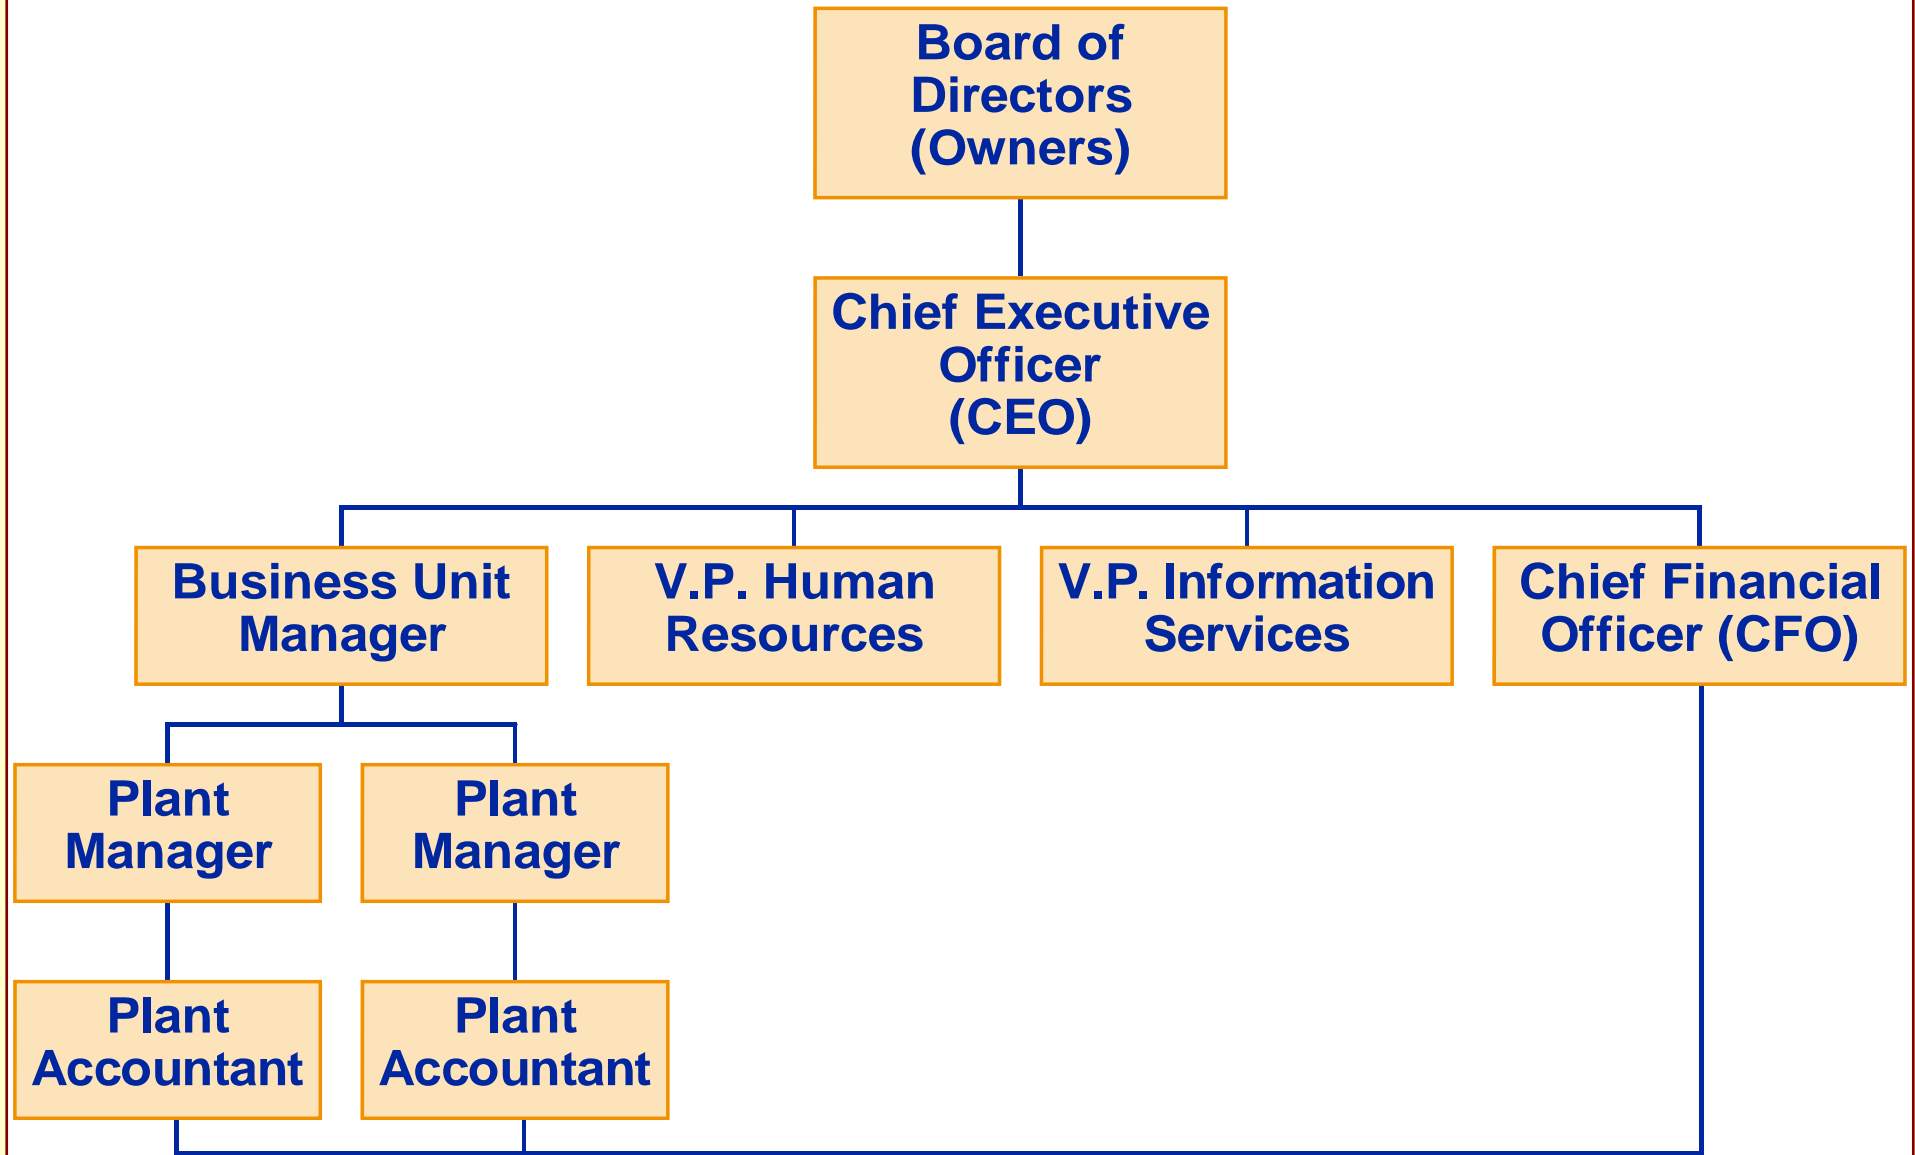 Board of
Directors
(Owners)
Chief Executive
Officer
(CEO)
Business Unit
Manager
V.P. Human
Resources
V.P. Information
Services
Chief Financial
Officer (CFO)
Plant
Manager
Plant
Manager
Plant
Accountant
Plant
Accountant